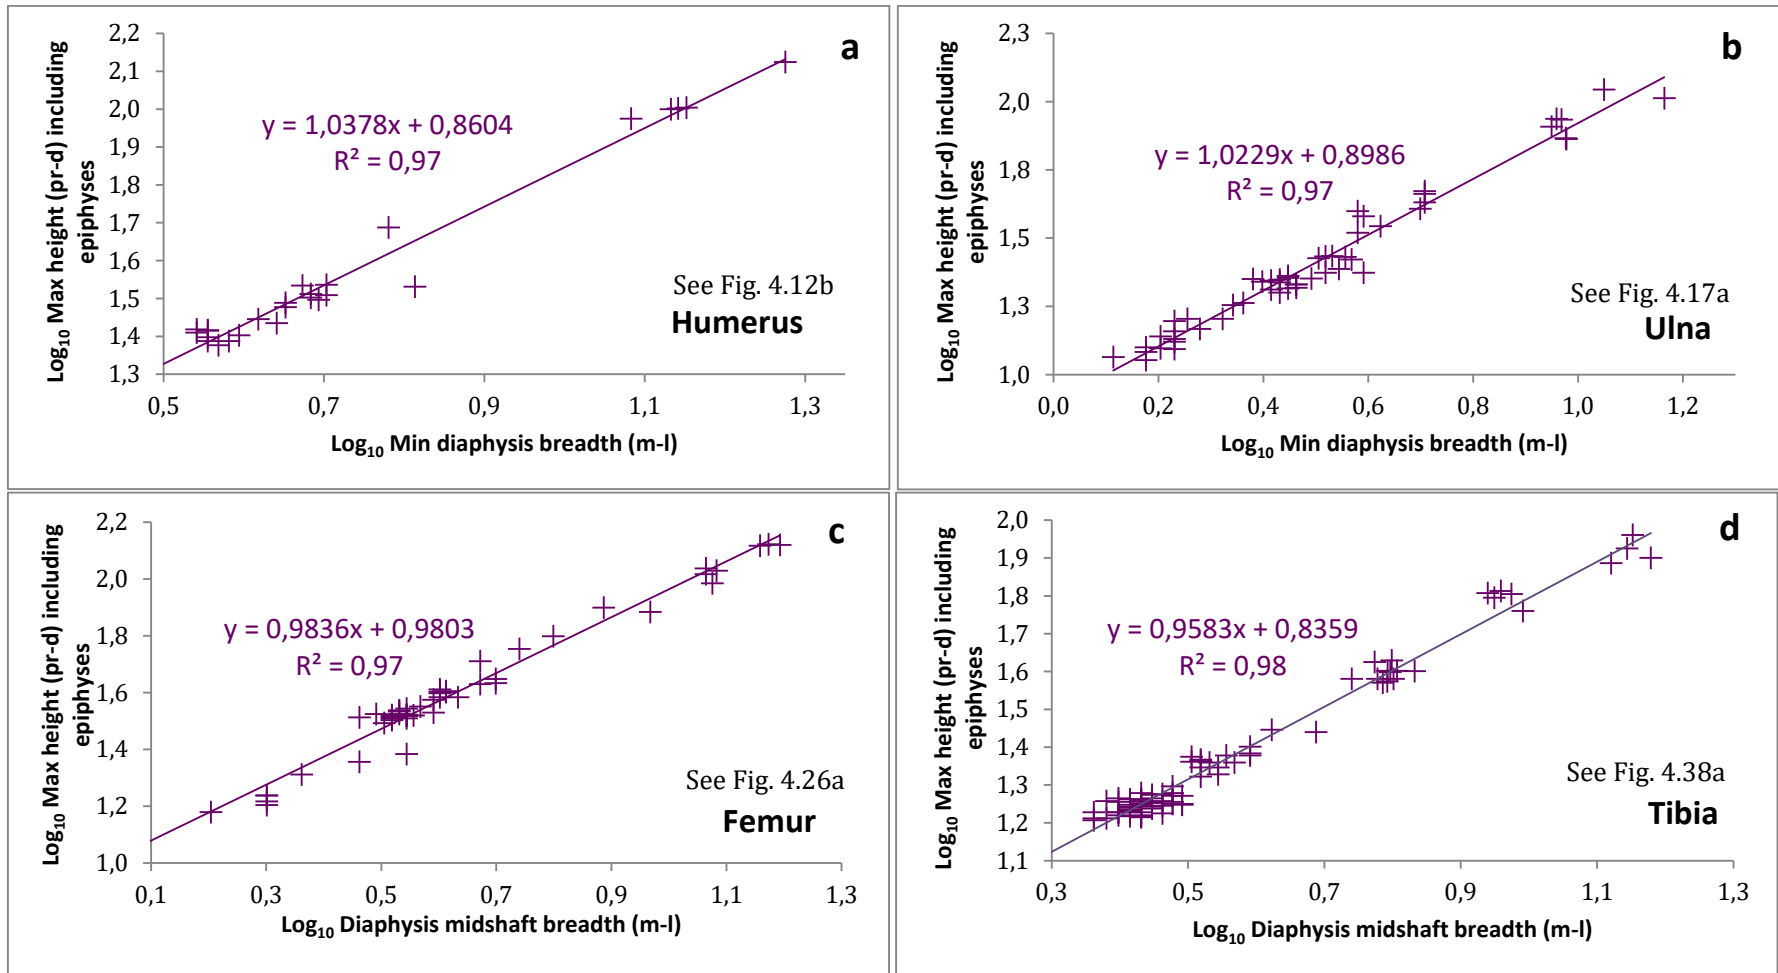 a
2,2
2,1
2,0
1,9
1,8
1,7
1,6
1,5
1,4
1,3
0,5 0,7 0,9 1,1 1,3
Log₁₀ Max height (pr-d) including
epiphyses
y = 1,0378x + 0,8604
R² = 0,97
See Fig. 4.12b
Humerus
Log₁₀ Min diaphysis breadth (m-l)
b
2,3
2,0
1,8
1,5
1,3
1,0
0,0 0,2 0,4 0,6 0,8 1,0 1,2
Log₁₀ Max height (pr-d) including
epiphyses
y = 1,0229x + 0,8986
R² = 0,97
See Fig. 4.17a
Ulna
Log₁₀ Min diaphysis breadth (m-l)
c
2,2
2,0
1,8
1,6
1,4
1,2
1,0
0,1 0,3 0,5 0,7 0,9 1,1 1,3
Log₁₀ Max height (pr-d) including
epiphyses
y = 0,9836x + 0,9803
R² = 0,97
See Fig. 4.26a
Femur
Log₁₀ Diaphysis midshaft breadth (m-l)
d
2,0
1,9
1,8
1,7
1,6
1,5
1,4
1,3
1,2
1,1
0,3 0,5 0,7 0,9 1,1 1,3
Log₁₀ Max height (pr-d) including
epiphyses
y = 0,9583x + 0,8359
R² = 0,98
See Fig. 4.38a
Tibia
Log₁₀ Diaphysis midshaft breadth (m-l)